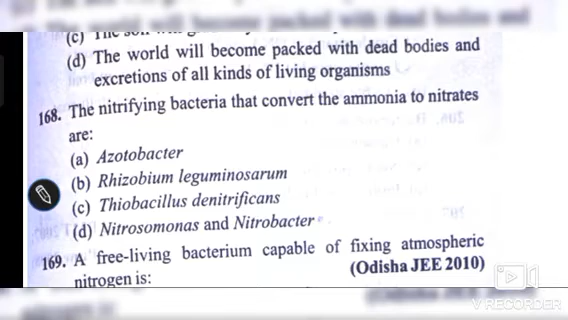 (c) The
(d) The world will become packed with dead bodies and
excretions of all kinds of living organisms
168. The nitrifying bacteria that convert the ammonia to nitrates
are:
(a) Azotobacter
(b) Rhizobium leguminosarum
(c) Thiobacillus denitrificans
(d) Nitrosomonas and Nitrobacter
169. A free-living bacterium capable of fixing atmospheric
nitrogen is: (Odisha JEE 2010)
V RECORDER